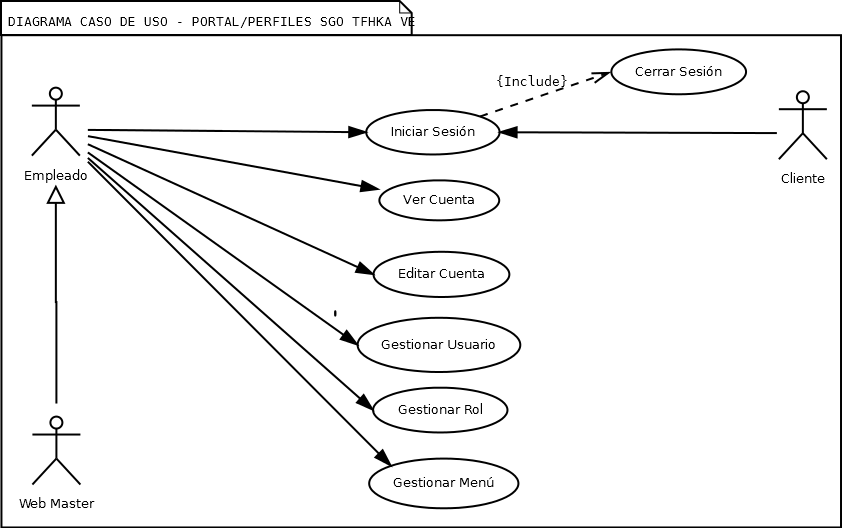 DIAGRAMA CASO DE USO - PORTAL/PERFILES SGO TFHKA VE
{Include}
Cerrar Sesión
Iniciar Sesión
Empleado
Cliente
Ver Cuenta
Editar Cuenta
Gestionar Usuario
Gestionar Rol
Gestionar Menú
Web Master